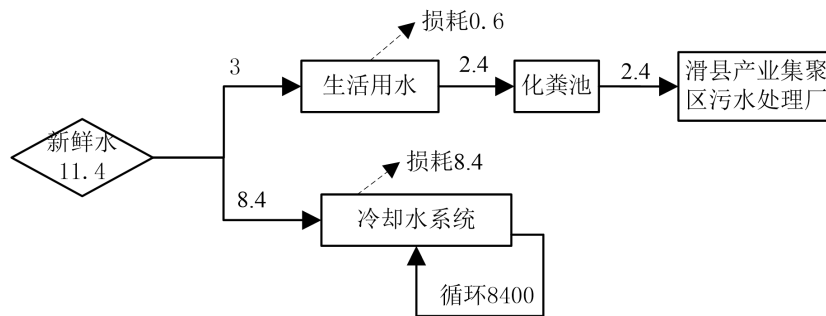 损耗0.6
3
生活用水
2.4
化粪池
2.4
滑县产业集聚
区污水处理厂
新鲜水
11.4
损耗8.4
8.4
冷却水系统
循环8400